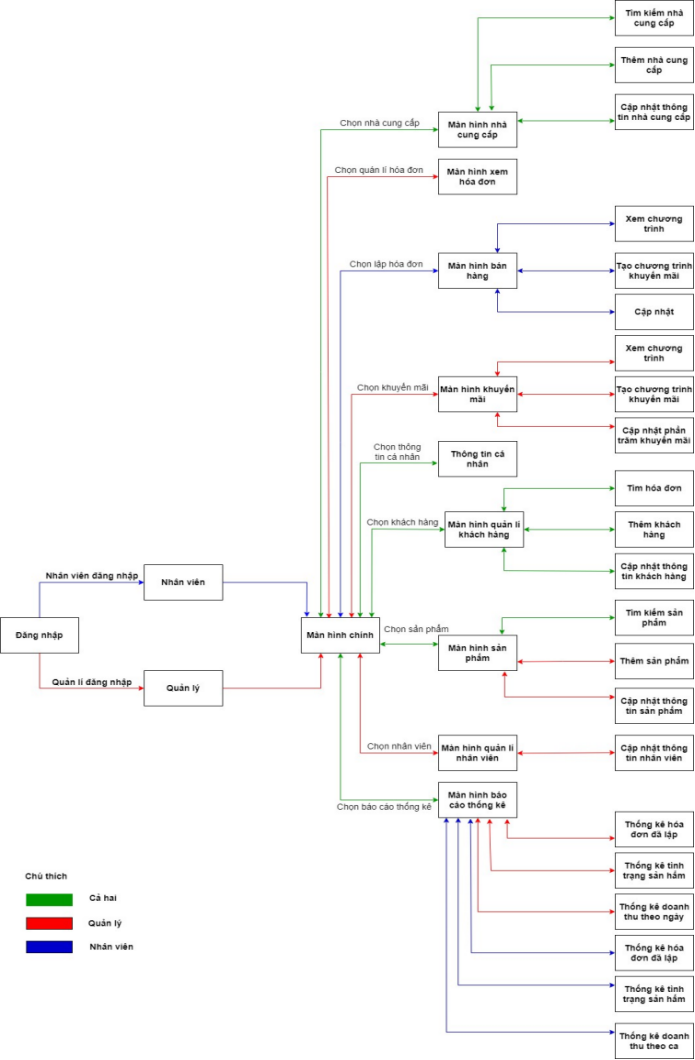 Tìm kiếm nhà
cung cấp
Thêm nhà cung
cấp
Chọn nhà cung cấp
Màn hình nhà
cung cấp
Cập nhật thông
tin nhà cung cấp
Chọn quản lí hóa đơn
Màn hình xem
hóa đơn
Xem chương
trình
Chọn lập hóa đơn
Màn hình bán
hàng
Tạo chương trình
khuyến mãi
Cập nhật
Xem chương
trình
Chọn khuyến mãi
Màn hình khuyến
mãi
Tạo chương trình
khuyến mãi
Cập nhật phần
trăm khuyến mãi
Chọn thông
tin cá nhân
Thông tin cá
nhân
Tìm hóa đơn
Chọn khách hàng
Màn hình quản lí
khách hàng
Thêm khách
hàng
Cập nhật thông
tin khách hàng
Nhân viên đăng nhập
Nhân viên
Đăng nhập
Màn hình chính
Quản lí đăng nhập
Quản lý
Chọn sản phẩm
Màn hình sản
phẩm
Tìm kiếm sản
phẩm
Thêm sản phẩm
Cập nhật thông
tin sản phẩm
Chọn nhân viên
Màn hình quản lí
nhân viên
Cập nhật thông
tin nhân viên
Chọn báo cáo thống kê
Màn hình báo
cáo thống kê
Thống kê hóa
đơn đã lập
Thống kê tình
trạng sản hẩm
Thống kê doanh
thu theo ngày
Thống kê hóa
đơn đã lập
Thống kê tình
trạng sản hẩm
Thống kê doanh
thu theo ca
Chú thích
Cả hai
Quản lý
Nhân viên